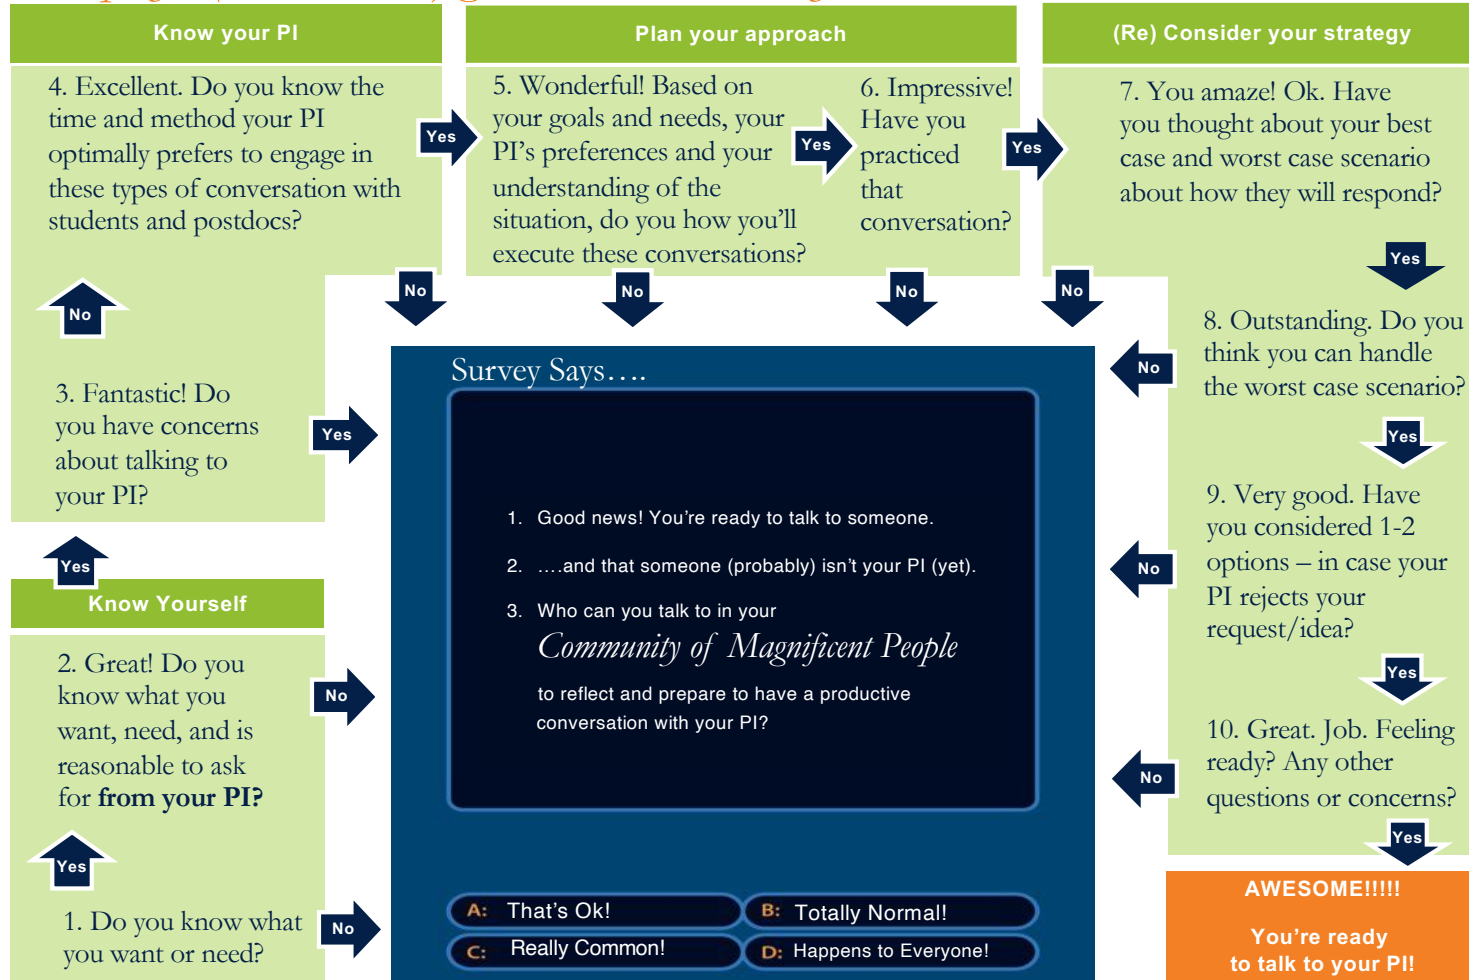 Know your PI
4. Excellent. Do you know the
time and method your PI
optimally prefers to engage in
these types of conversation with
students and postdocs?
Yes
No
No
3. Fantastic! Do
you have concerns
about talking to
your PI?
Yes
Yes
Know Yourself
2. Great! Do you
know what you
want, need, and is
reasonable to ask
for from your PI?
No
Yes
1. Do you know what
you want or need?
No
Plan your approach
5. Wonderful! Based on
your goals and needs, your
PI's preferences and your
understanding of the
situation, do you how you'll
execute these conversations?
Yes
No
6. Impressive!
Have you
practiced
that
conversation?
Yes
No
(Re) Consider your strategy
7. You amaze! Ok. Have
you thought about your best
case and worst case scenario
about how they will respond?
No
Yes
8. Outstanding. Do you
think you can handle
the worst case scenario?
No
Yes
9. Very good. Have
you considered 1-2
options – in case your
PI rejects your
request/idea?
No
Yes
10. Great. Job. Feeling
ready? Any other
questions or concerns?
No
Yes
AWESOME!!!!!
You're ready
to talk to your PI!
Survey Says….
1. Good news! You're ready to talk to someone.
2. ….and that someone (probably) isn't your PI (yet).
3. Who can you talk to in your
Community of Magnificent People
to reflect and prepare to have a productive
conversation with your PI?
A: That's Ok!
B: Totally Normal!
C: Really Common!
D: Happens to Everyone!